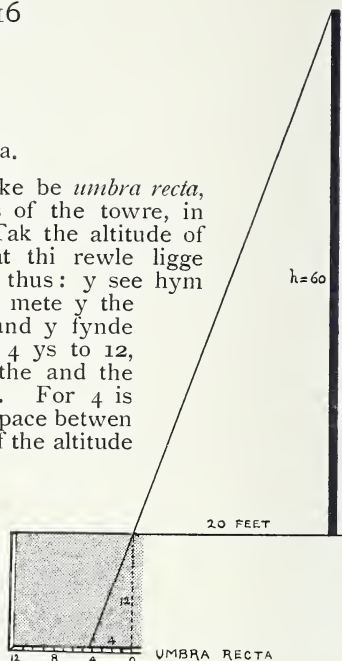 16
a.
ke be umbra recta,
s of the towre, in
Tak the altitude of
at thi rewle ligge
thus: y see hym
mete y the
and y fynde
4 ys to 12,
the and the
. For 4 is
space betwen
f the altitude
h=60
20 FEET
12
4
12 8 4 0
UMBRA RECTA